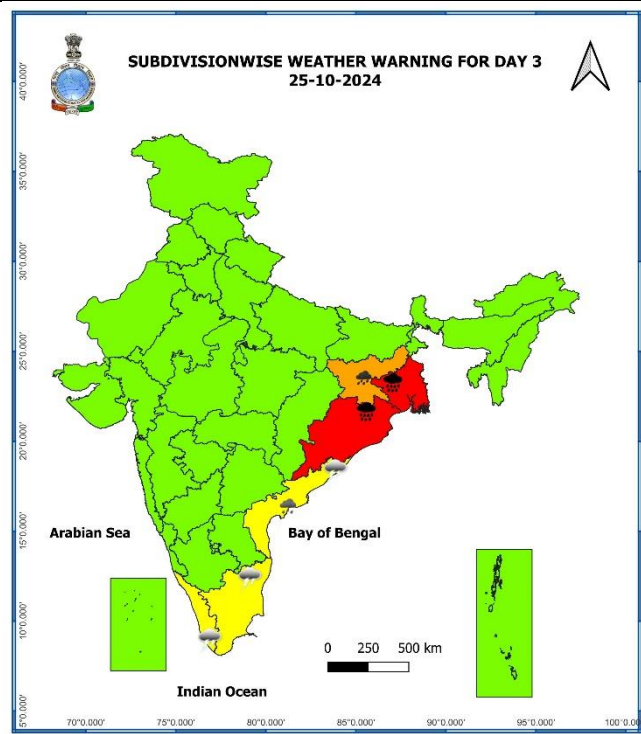 SUBDIVISIONWISE WEATHER WARNING FOR DAY 3
25-10-2024
40°0.000'
35°0.000'
30°0.000'
25°0.000'
20°0.000'
15°0.000'
10°0.000'
5°0.000'
Arabian Sea
Bay of Bengal
0 250 500 km
Indian Ocean
70°0.000' 75°0.000' 80°0.000' 85°0.000' 90°0.000' 95°0.000' 100°0.000'